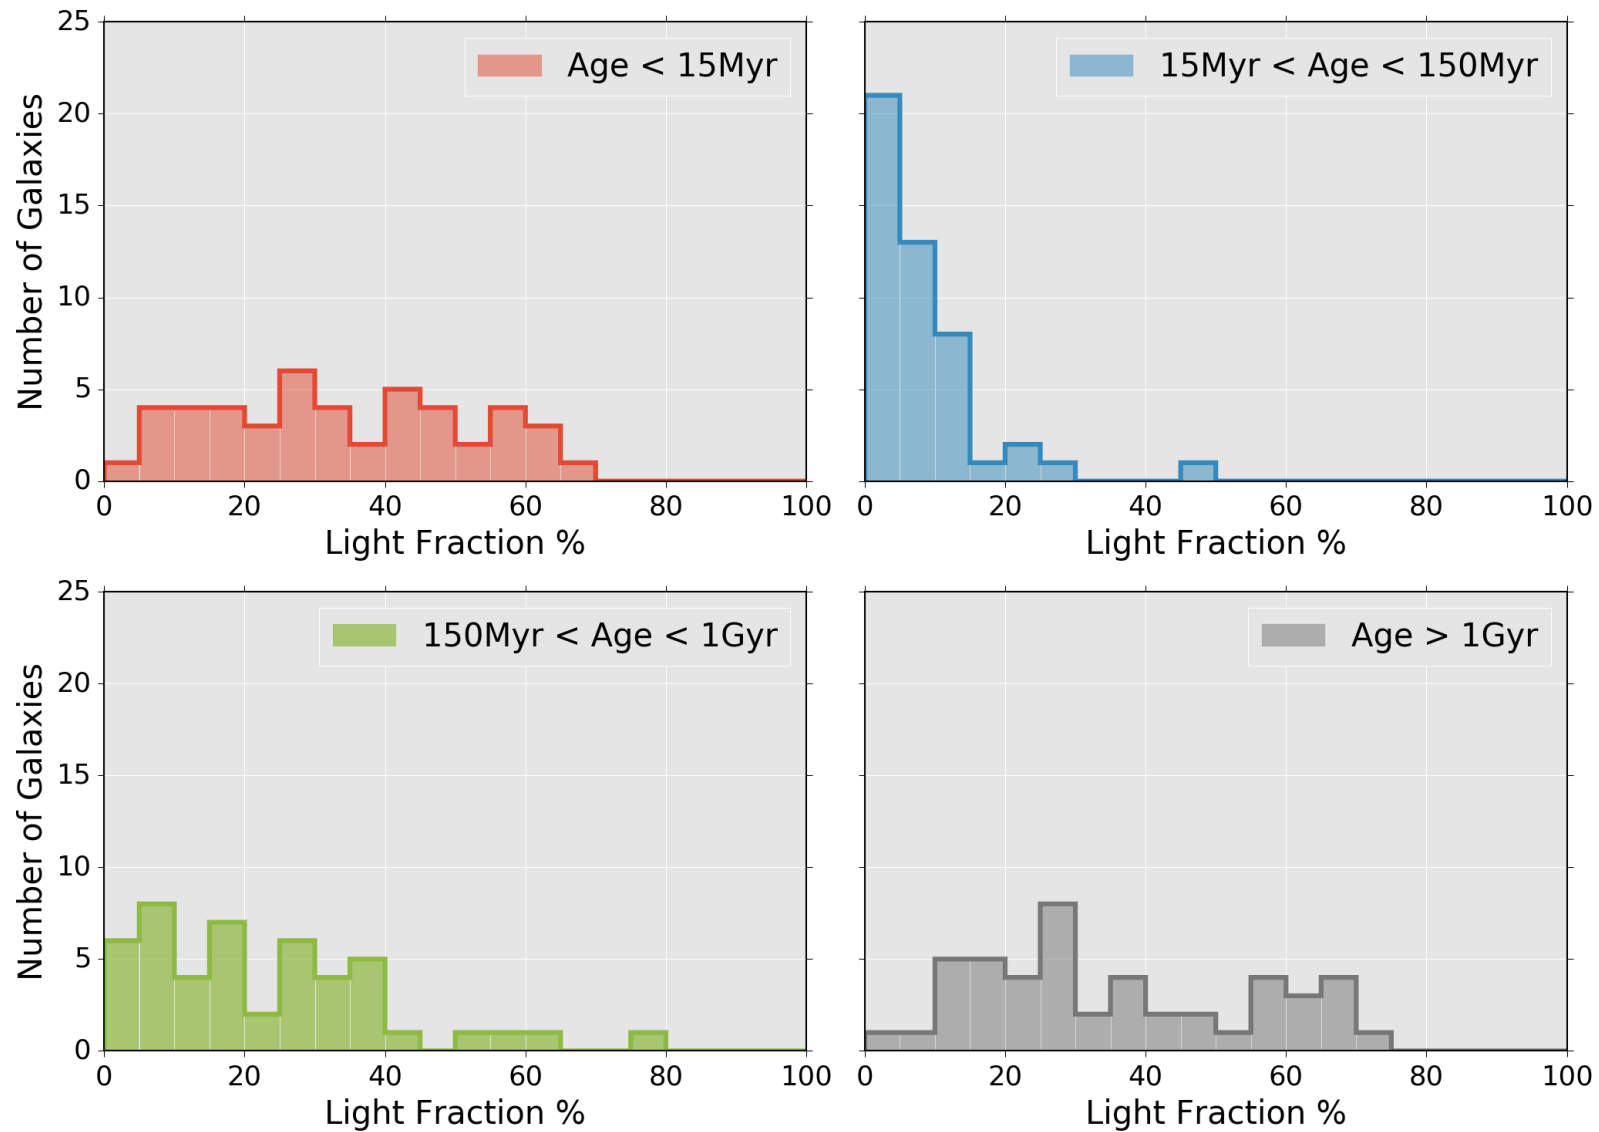 25
20
15
10
5
0
Number of Galaxies
Age < 15Myr
0 20 40 60 80 100
Light Fraction %
15Myr < Age < 150Myr
0 20 40 60 80 100
Light Fraction %
25
20
15
10
5
0
Number of Galaxies
150Myr < Age < 1Gyr
0 20 40 60 80 100
Light Fraction %
Age > 1Gyr
0 20 40 60 80 100
Light Fraction %